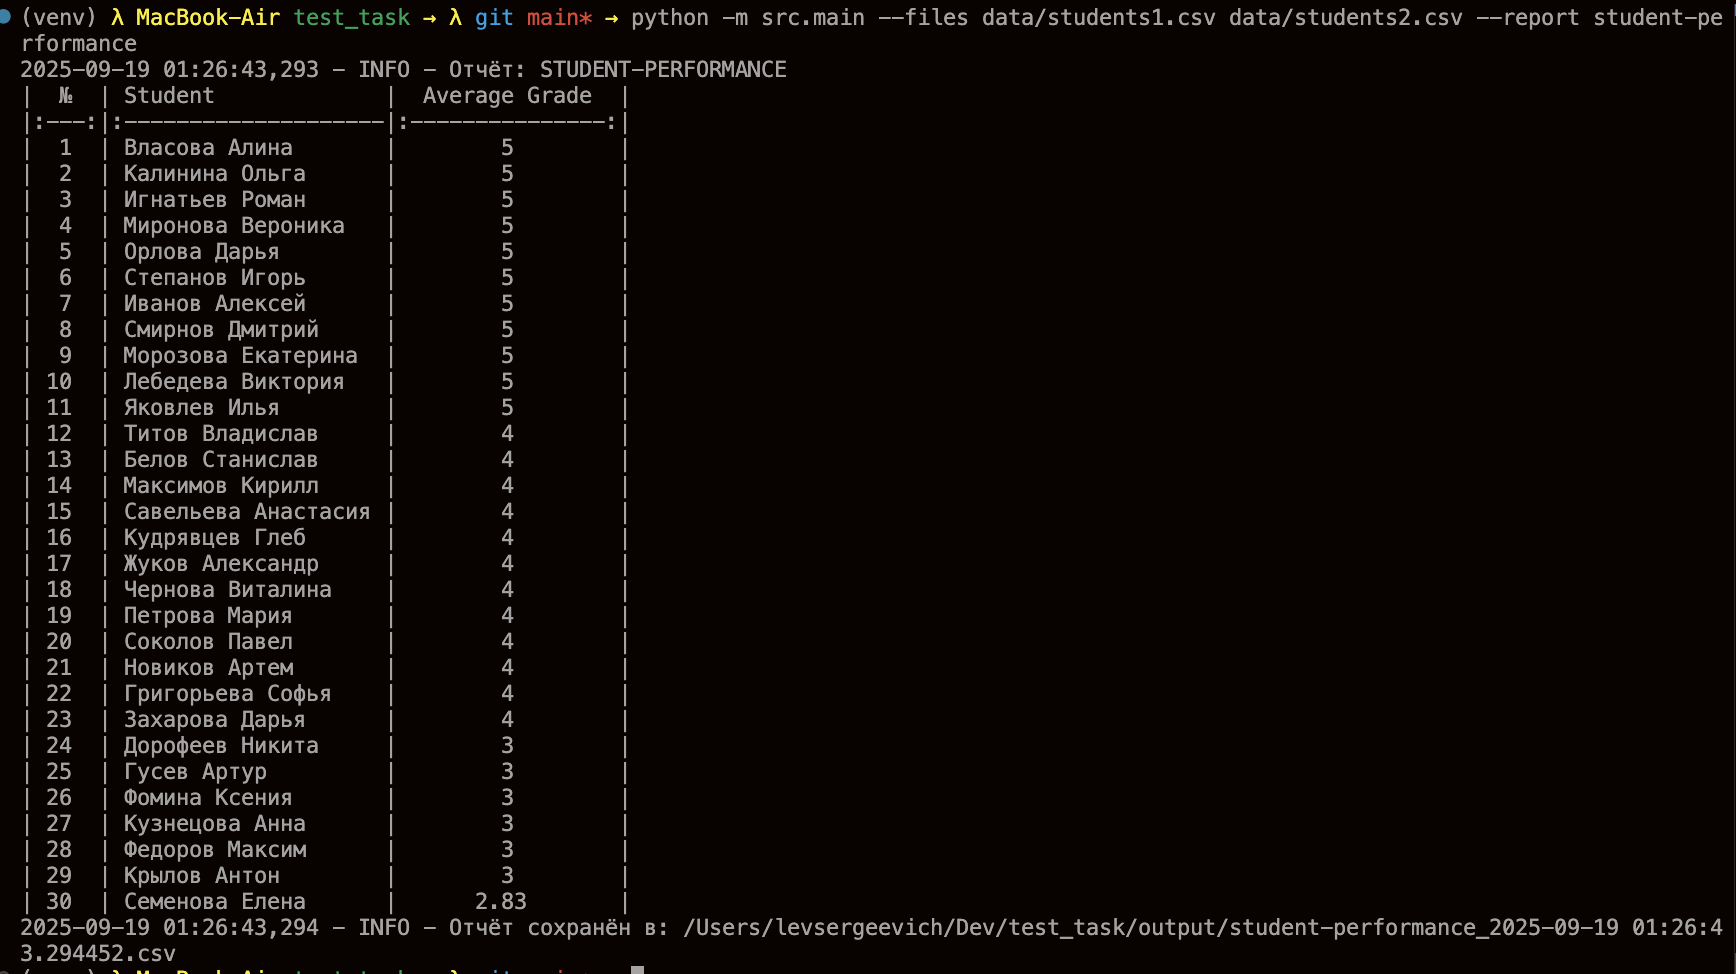 (venv) λ MacBook-Air test_task → λ git main* → python -m src.main --files data/students1.csv data/students2.csv --report student-pe
rformance
2025-09-19 01:26:43,293 - INFO - Отчёт: STUDENT-PERFORMANCE
|  №  | Student             |  Average Grade  |
|:---:|:--------------------|:---------------:|
|  1  | Власова Алина       |        5        |
|  2  | Калинина Ольга      |        5        |
|  3  | Игнатьев Роман      |        5        |
|  4  | Миронова Вероника   |        5        |
|  5  | Орлова Дарья        |        5        |
|  6  | Степанов Игорь      |        5        |
|  7  | Иванов Алексей      |        5        |
|  8  | Смирнов Дмитрий     |        5        |
|  9  | Морозова Екатерина  |        5        |
| 10  | Лебедева Виктория   |        5        |
| 11  | Яковлев Илья        |        5        |
| 12  | Титов Владислав     |        4        |
| 13  | Белов Станислав     |        4        |
| 14  | Максимов Кирилл     |        4        |
| 15  | Савельева Анастасия |        4        |
| 16  | Кудрявцев Глеб      |        4        |
| 17  | Жуков Александр     |        4        |
| 18  | Чернова Виталина    |        4        |
| 19  | Петрова Мария       |        4        |
| 20  | Соколов Павел       |        4        |
| 21  | Новиков Артем       |        4        |
| 22  | Григорьева Софья    |        4        |
| 23  | Захарова Дарья      |        4        |
| 24  | Дорофеев Никита     |        3        |
| 25  | Гусев Артур         |        3        |
| 26  | Фомина Ксения       |        3        |
| 27  | Кузнецова Анна      |        3        |
| 28  | Федоров Максим      |        3        |
| 29  | Крылов Антон        |        3        |
| 30  | Семенова Елена      |      2.83       |
2025-09-19 01:26:43,294 - INFO - Отчёт сохранён в: /Users/levsergeevich/Dev/test_task/output/student-performance_2025-09-19 01:26:4
3.294452.csv